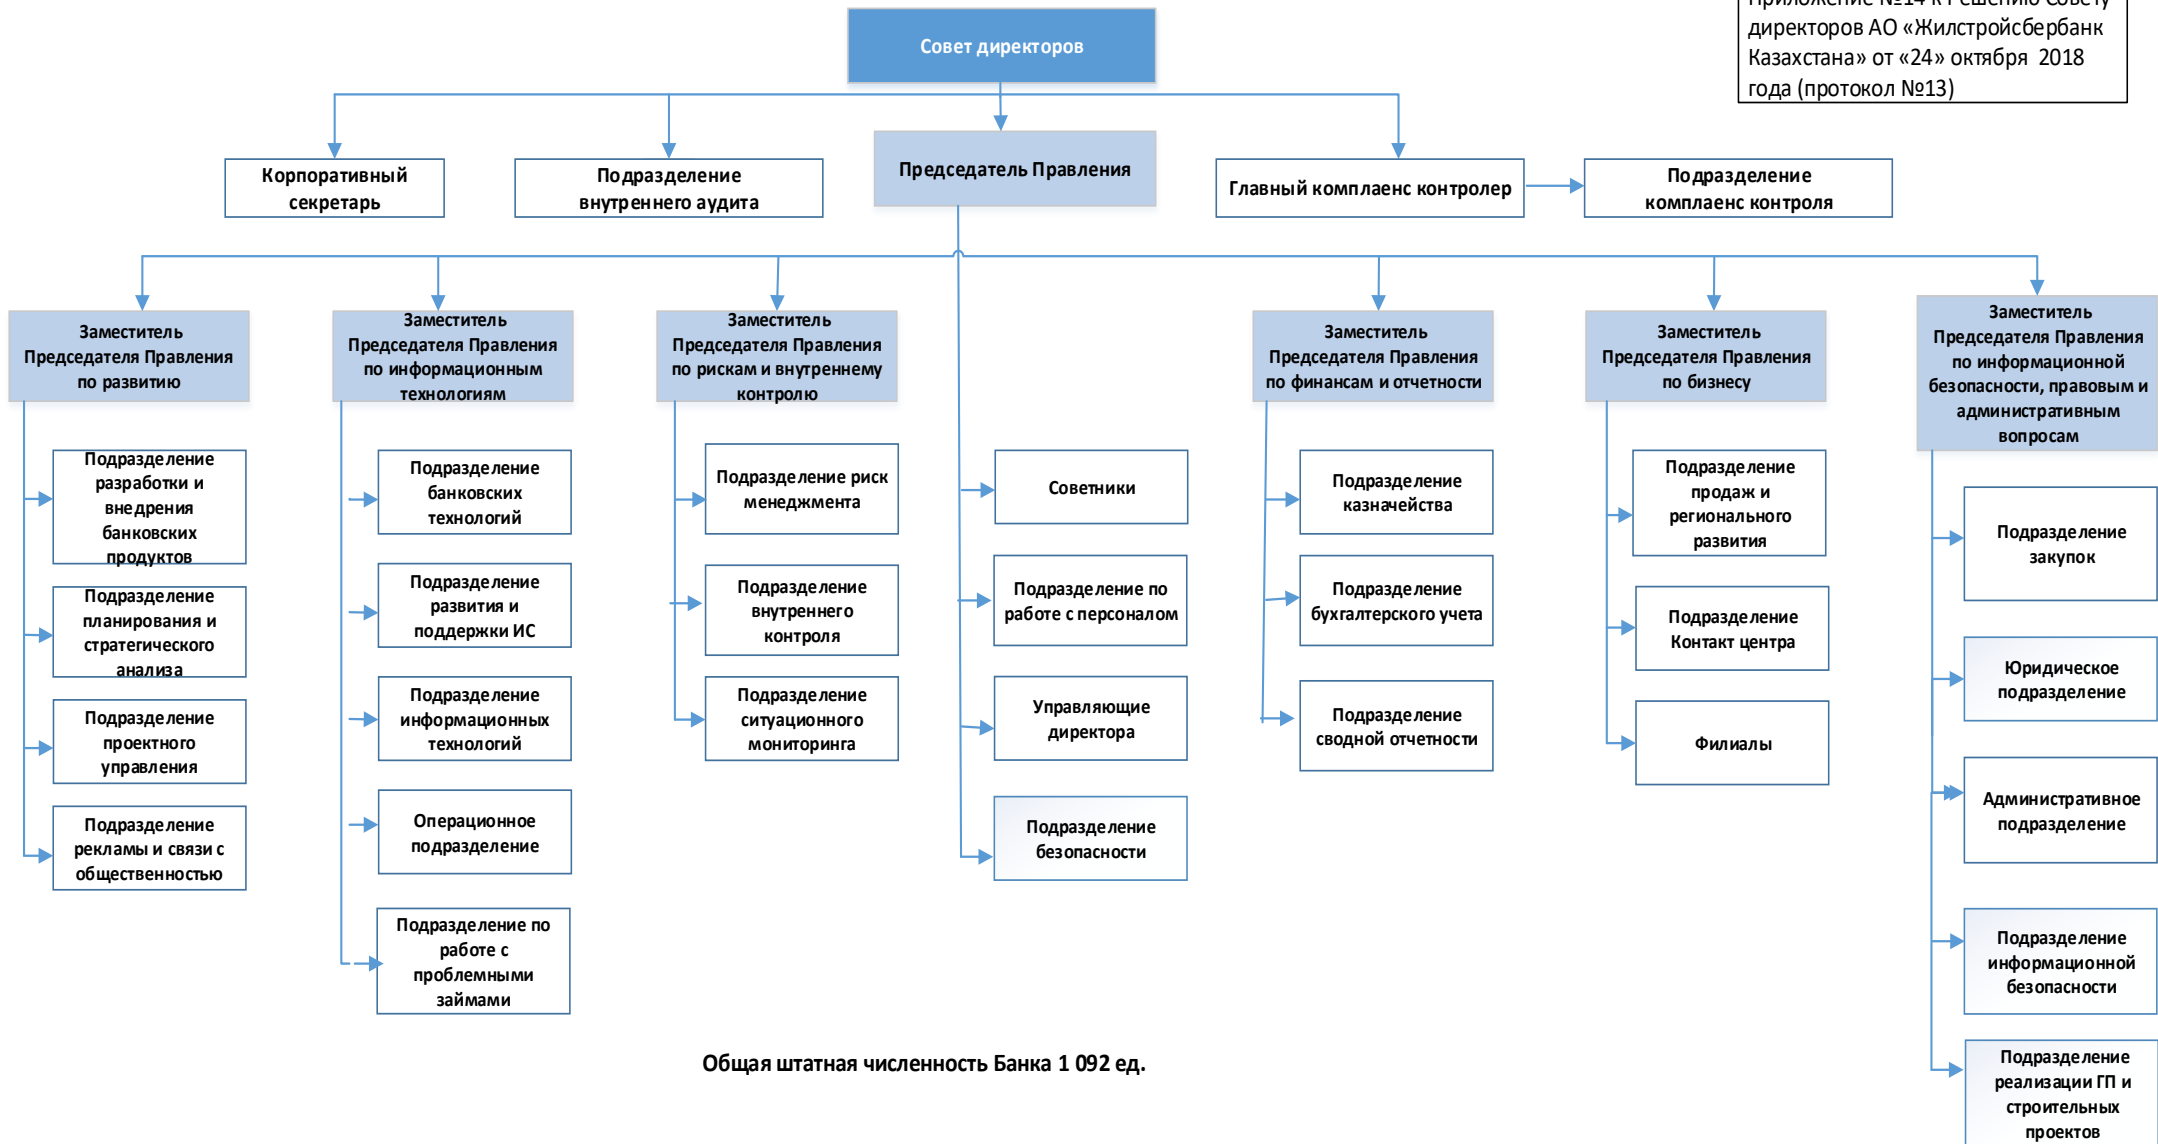 Приложение №14 к Решению Совету
директоров АО «Жилстройсбербанк
Казахстана» от «24» октября 2018
года (протокол №13)
Совет директоров
Корпоративный
секретарь
Подразделение
внутреннего аудита
Председатель Правления
Главный комплаенс контролер
Подразделение
комплаенс контроля
Заместитель
Председателя Правления
по развитию
Заместитель
Председателя Правления
по информационным
технологиям
Заместитель
Председателя Правления
по рискам и внутреннему
контролю
Заместитель
Председателя Правления
по финансам и отчетности
Заместитель
Председателя Правления
по бизнесу
Заместитель
Председателя Правления
по информационной
безопасности, правовым и
административным
вопросам
Подразделение
разработки и
внедрения
банковских
продуктов
Подразделение
планирования и
стратегического
анализа
Подразделение
проектного
управления
Подразделение
рекламы и связи с
общественностью
Подразделение
банковских
технологий
Подразделение
развития и
поддержки ИС
Подразделение
информационных
технологий
Операционное
подразделение
Подразделение по
работе с
проблемными
займами
Подразделение риск
менеджмента
Подразделение
внутреннего
контроля
Подразделение
ситуационного
мониторинга
Советники
Подразделение по
работе с персоналом
Управляющие
директора
Подразделение
безопасности
Подразделение
казначейства
Подразделение
бухгалтерского учета
Подразделение
сводной отчетности
Подразделение
продаж и
регионального
развития
Подразделение
Контакт центра
Филиалы
Подразделение
закупок
Юридическое
подразделение
Административное
подразделение
Подразделение
информационной
безопасности
Подразделение
реализации ГП и
строительных
проектов
Общая штатная численность Банка 1 092 ед.